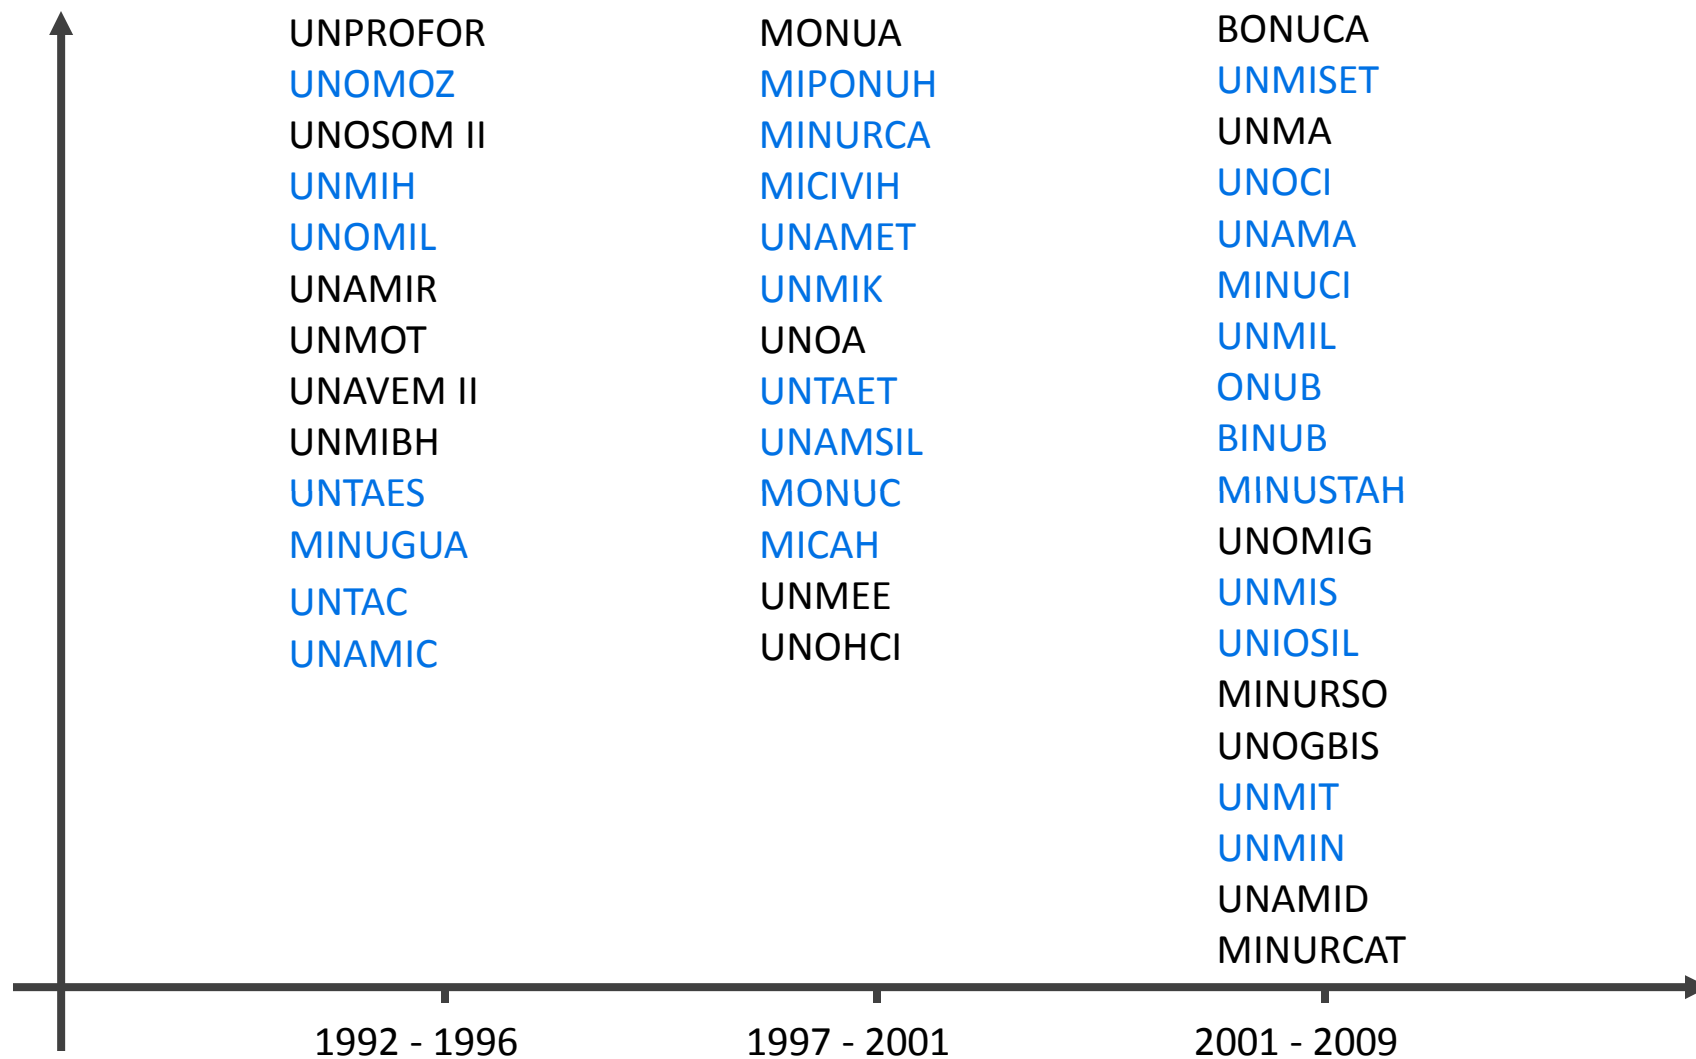 UNPROFOR
UNOMOZ
UNOSOM II
UNMIH
UNOMIL
UNAMIR
UNMOT
UNAVEM II
UNMIBH
UNTAES
MINUGUA
UNTAC
UNAMIC
MONUA
MIPONUH
MINURCA
MICIVIH
UNAMET
UNMIK
UNOA
UNTAET
UNAMSIL
MONUC
MICAH
UNMEE
UNOHCI
BONUCA
UNMISET
UNMA
UNOCI
UNAMA
MINUCI
UNMIL
ONUB
BINUB
MINUSTAH
UNOMIG
UNMIS
UNIOSIL
MINURSO
UNOGBIS
UNMIT
UNMIN
UNAMID
MINURCAT
1992 - 1996
1997 - 2001
2001 - 2009